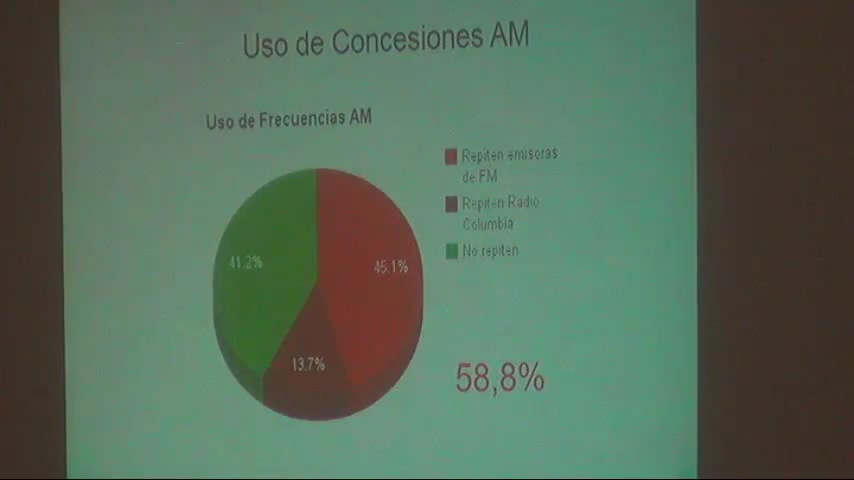 Uso de Concesiones AM
Uso de Frecuencias AM
Repiten emisoras
de FM
Repiten Radio
Columbia
No repiten
41.2%
45.1%
13.7%
58,8%